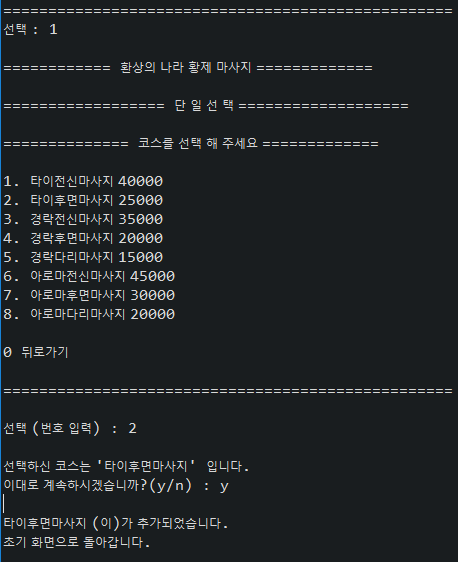 ==================================================
선택 : 1
============ 환상의 나라 황제 마사지 =============
================== 단 일 선 택 ===================
============== 코스를 선택 해 주세요 =============
1. 타이전신마사지 40000
2. 타이후면마사지 25000
3. 경락전신마사지 35000
4. 경락후면마사지 20000
5. 경락다리마사지 15000
6. 아로마전신마사지 45000
7. 아로마후면마사지 30000
8. 아로마다리마사지 20000
0 뒤로가기
==================================================
선택 (번호 입력) : 2
선택하신 코스는 '타이후면마사지' 입니다.
이대로 계속하시겠습니까?(y/n) : y
타이후면마사지 (이)가 추가되었습니다.
초기 화면으로 돌아갑니다.